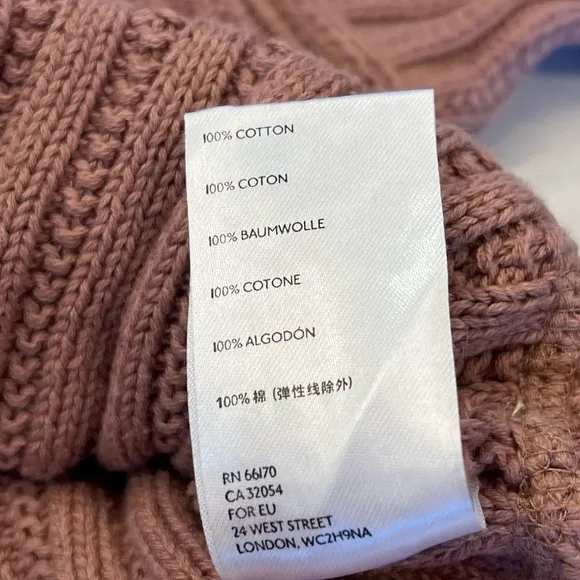 100% COTTON
100% COTON
100% BAUMWOLLE
100% COTONE
100% ALGODÓN
100% 棉 (弹性线除外)
RN 66170
CA 32054
FOR EU
24 WEST STREET
LONDON, WC2H9NA